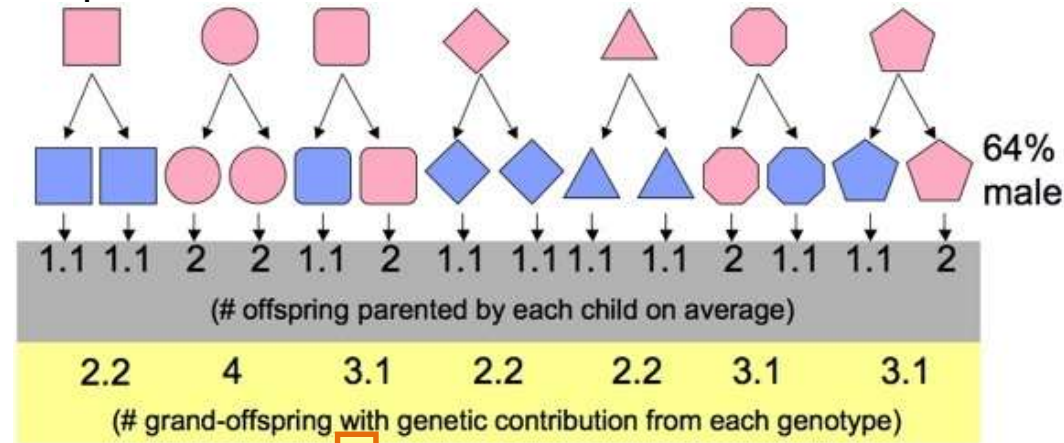 64%
male
1.1 1.1 2 2 1.1 2 1.1 1.1 1.1 1.1 2 1.1 1.1 2
(# offspring parented by each child on average)
2.2 4 3.1 2.2 2.2 3.1 3.1
(# grand-offspring with genetic contribution from each genotype)